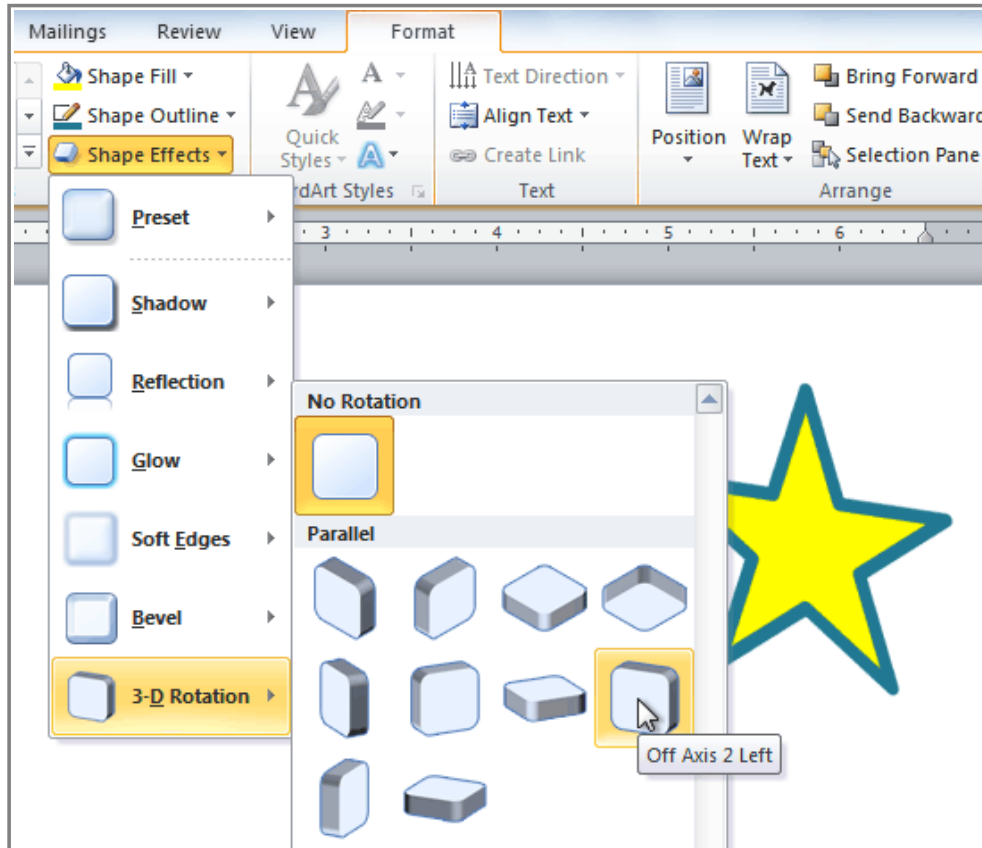 Mailings Review View Format
Shape Fill Text Direction Bring Forward
Shape Outline Align Text Send Backward
Shape Effects Quick Styles Create Link Position Wrap Text Selection Pane
Styles Text Arrange
3 4 5 6
Preset
Shadow
Reflection
No Rotation
Glow
Parallel
Soft Edges
Bevel
3-D Rotation
Off Axis 2 Left